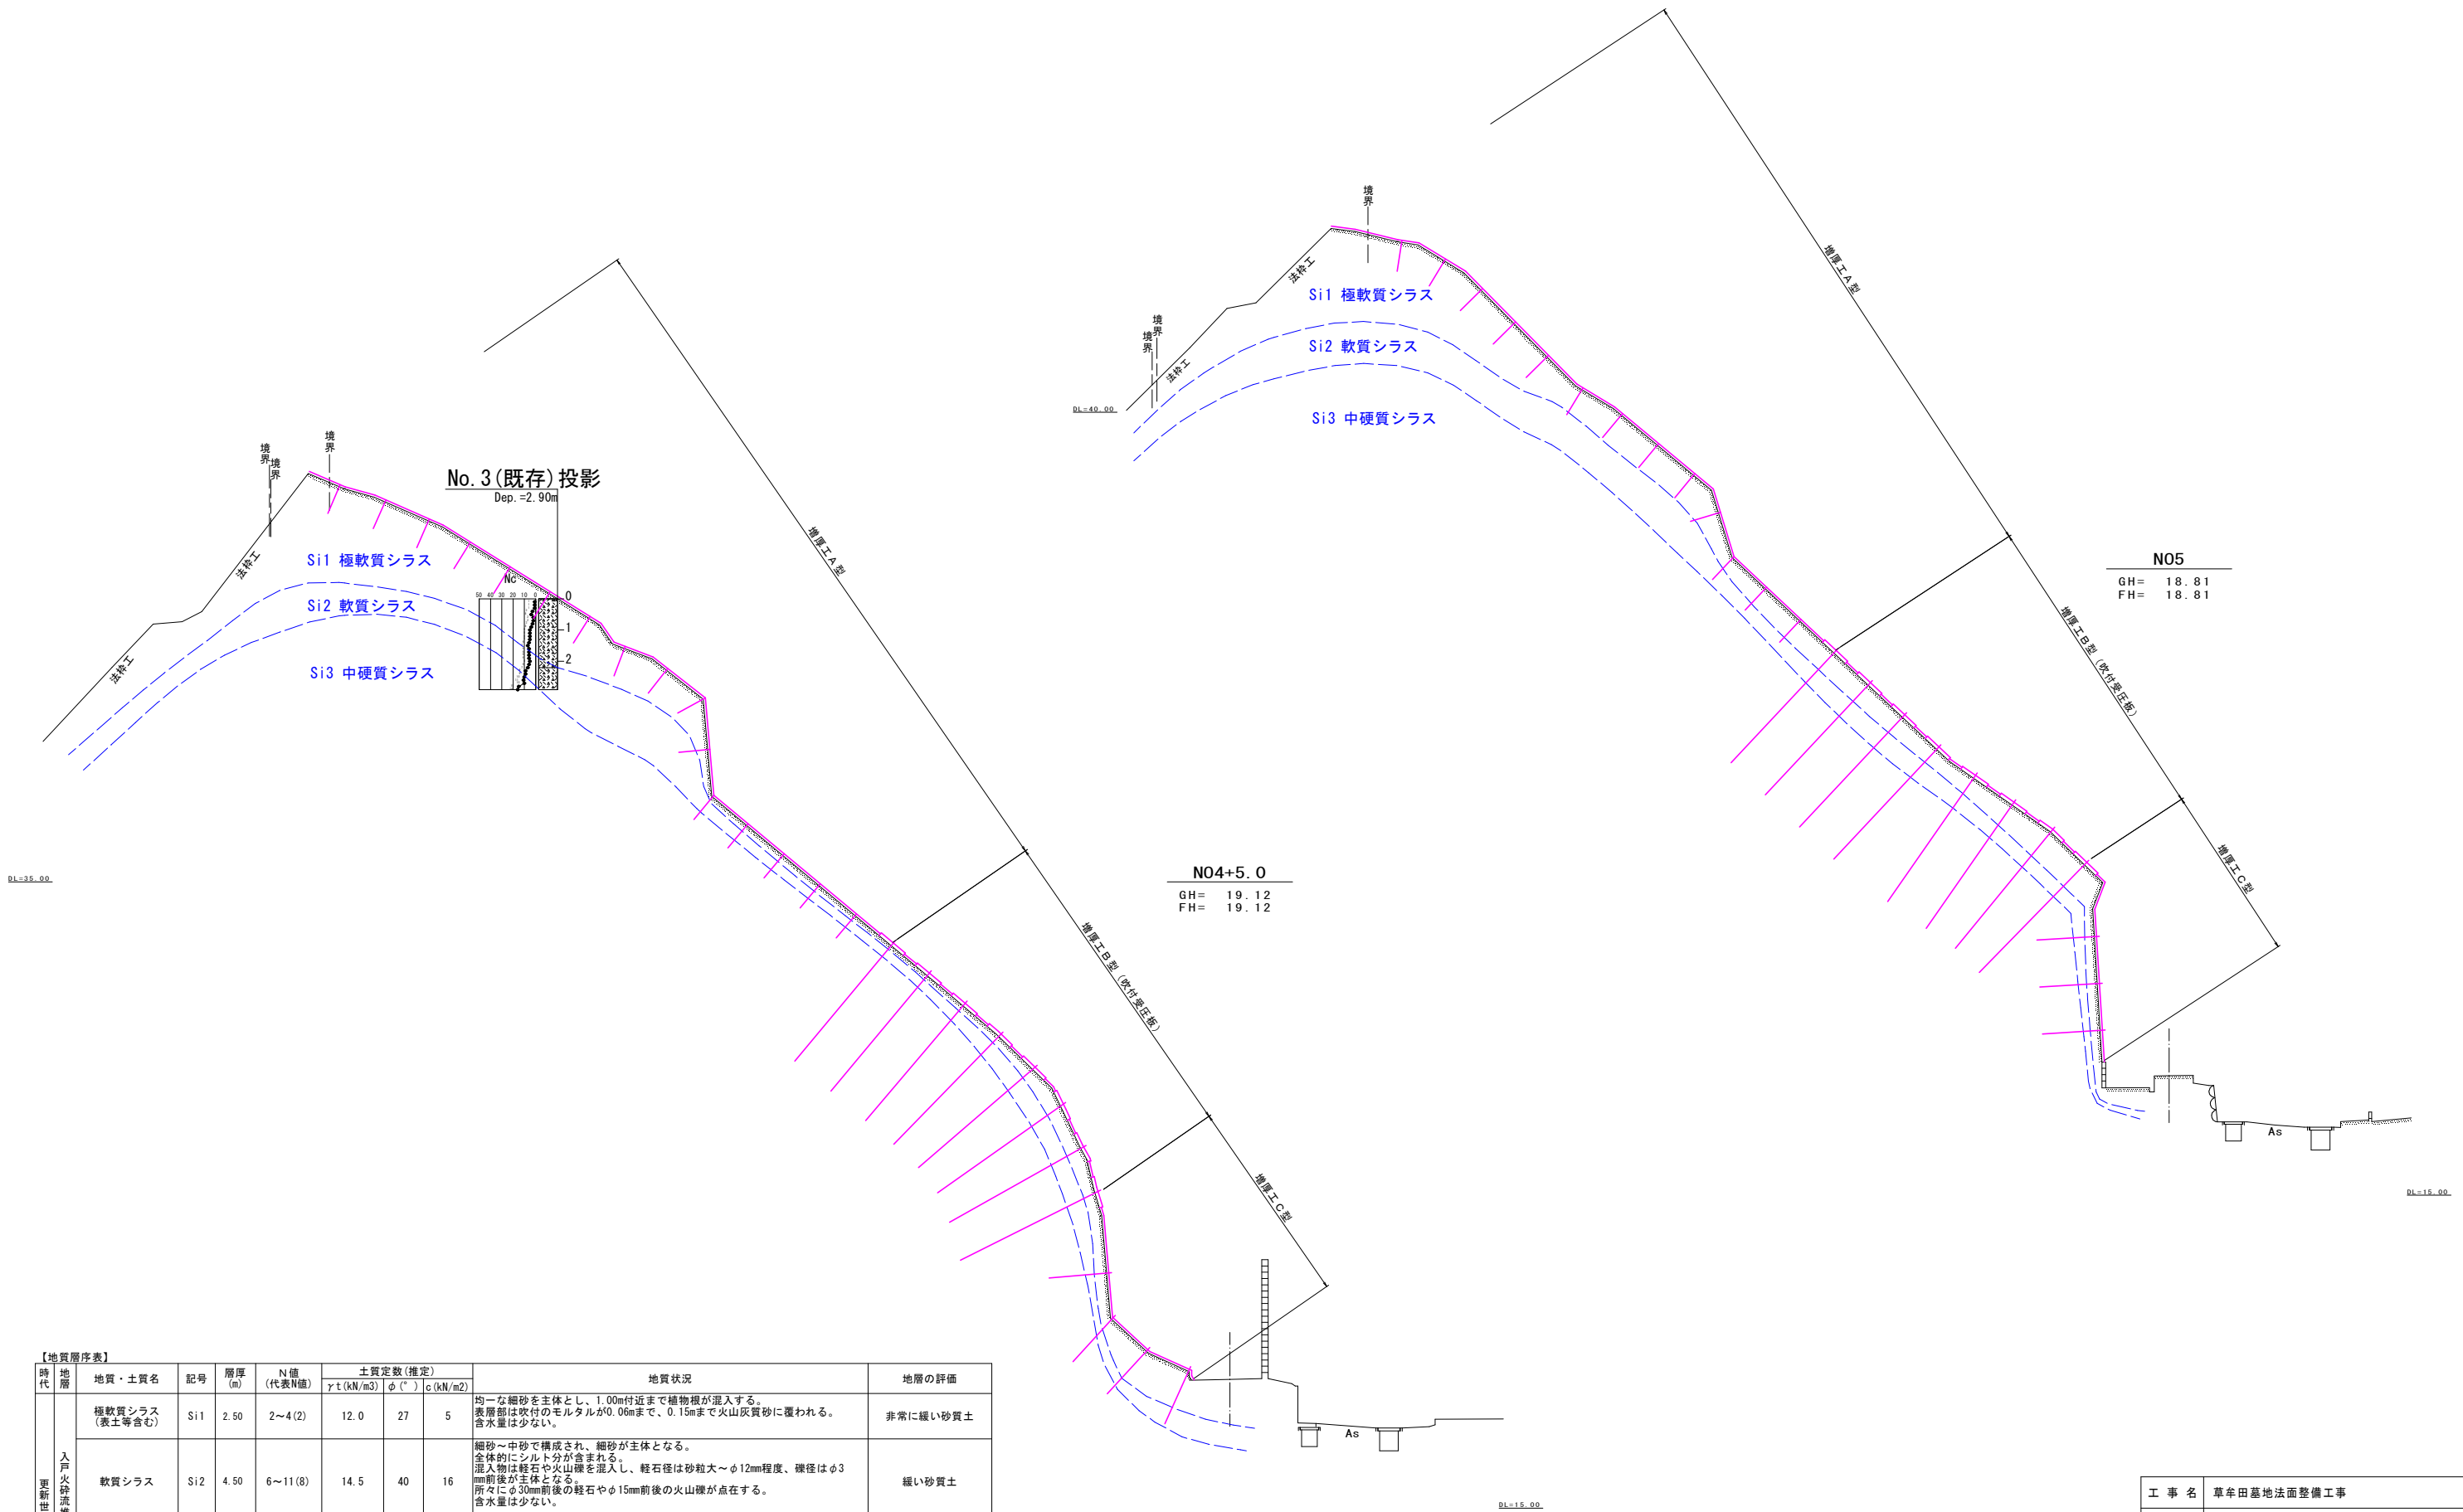 境界
法枠工
Si1 極軟質シラス
境界
境界
Si2 軟質シラス
法枠工
DL=40.00
Si3 中硬質シラス
増厚工A型
NO5
GH= 18.81
FH= 18.81
増厚工B型(吹付受圧板)
増厚工C型
As
DL=15.00
境界
境界
境界
No.3(既存)投影
Dep.=2.90m
法枠工
Si1 極軟質シラス
Nc
50 40 30 20 10 0
0
1
2
Si2 軟質シラス
法枠工
Si3 中硬質シラス
増厚工A型
DL=35.00
NO4+5.0
GH= 19.12
FH= 19.12
増厚工B型(吹付受圧板)
増厚工C型
As
DL=15.00
【地質層序表】
時代 地層 地質・土質名 記号 層厚(m) N値(代表N値) 土質定数(推定) 地質状況 地層の評価
γt(kN/m3) φ(°) c(kN/m2)
極軟質シラス(表土等含む) Si1 2.50 2～4(2) 12.0 27 5
均一な細砂を主体とし、1.00m付近まで植物根が混入する。
表層部は吹付のモルタルが0.06mまで、0.15mまで火山灰質砂に覆われる。
含水量は少ない。
非常に緩い砂質土
更新世 入戸火砕流堆
軟質シラス Si2 4.50 6～11(8) 14.5 40 16
細砂～中砂で構成され、細砂が主体となる。
全体的にシルト分が含まれる。
混入物は軽石や火山礫を混入し、軽石径は砂粒大～φ12mm程度、礫径はφ3
mm前後が主体となる。
所々にφ30mm前後の軽石やφ15mm前後の火山礫が点在する。
含水量は少ない。
緩い砂質土
工事名 草牟田墓地法面整備工事